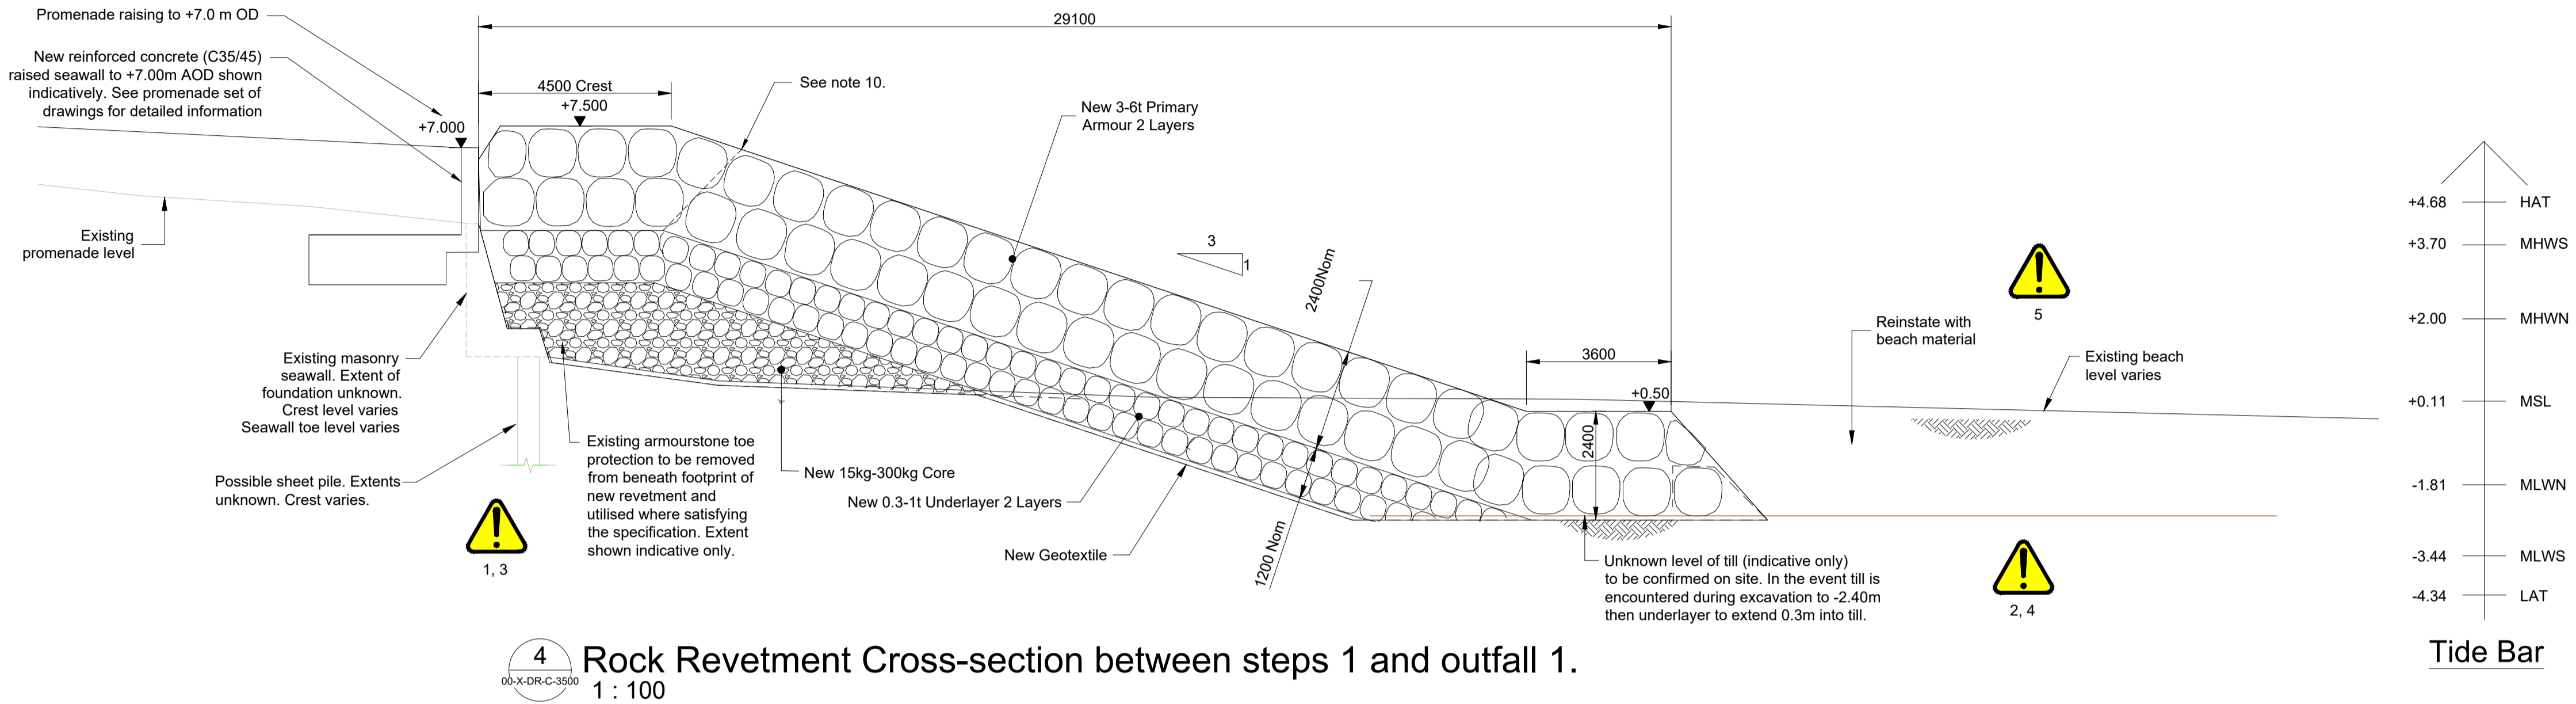 Promenade raising to +7.0 m OD
New reinforced concrete (C35/45)
raised seawall to +7.00m AOD shown
indicatively. See promenade set of
drawings for detailed information
29100
4500 Crest
+7.500
+7.000
See note 10.
New 3-6t Primary
Armour 2 Layers
Existing
promenade level
3
1
2400Nom
Existing masonry
seawall. Extent of
foundation unknown.
Crest level varies
Seawall toe level varies
Possible sheet pile. Extents
unknown. Crest varies.
1, 3
Existing armourstone toe
protection to be removed
from beneath footprint of
new revetment and
utilised where satisfying
the specification. Extent
shown indicative only.
New 15kg-300kg Core
New 0.3-1t Underlayer 2 Layers
New Geotextile
1200 Nom
3600
+0.50
2400
Reinstate with
beach material
5
Existing beach
level varies
Unknown level of till (indicative only)
to be confirmed on site. In the event till is
encountered during excavation to -2.40m
then underlayer to extend 0.3m into till.
2, 4
+4.68 HAT
+3.70 MHWS
+2.00 MHWN
+0.11 MSL
-1.81 MLWN
-3.44 MLWS
-4.34 LAT
Tide Bar
4
00-X-DR-C-3500
Rock Revetment Cross-section between steps 1 and outfall 1.
1 : 100